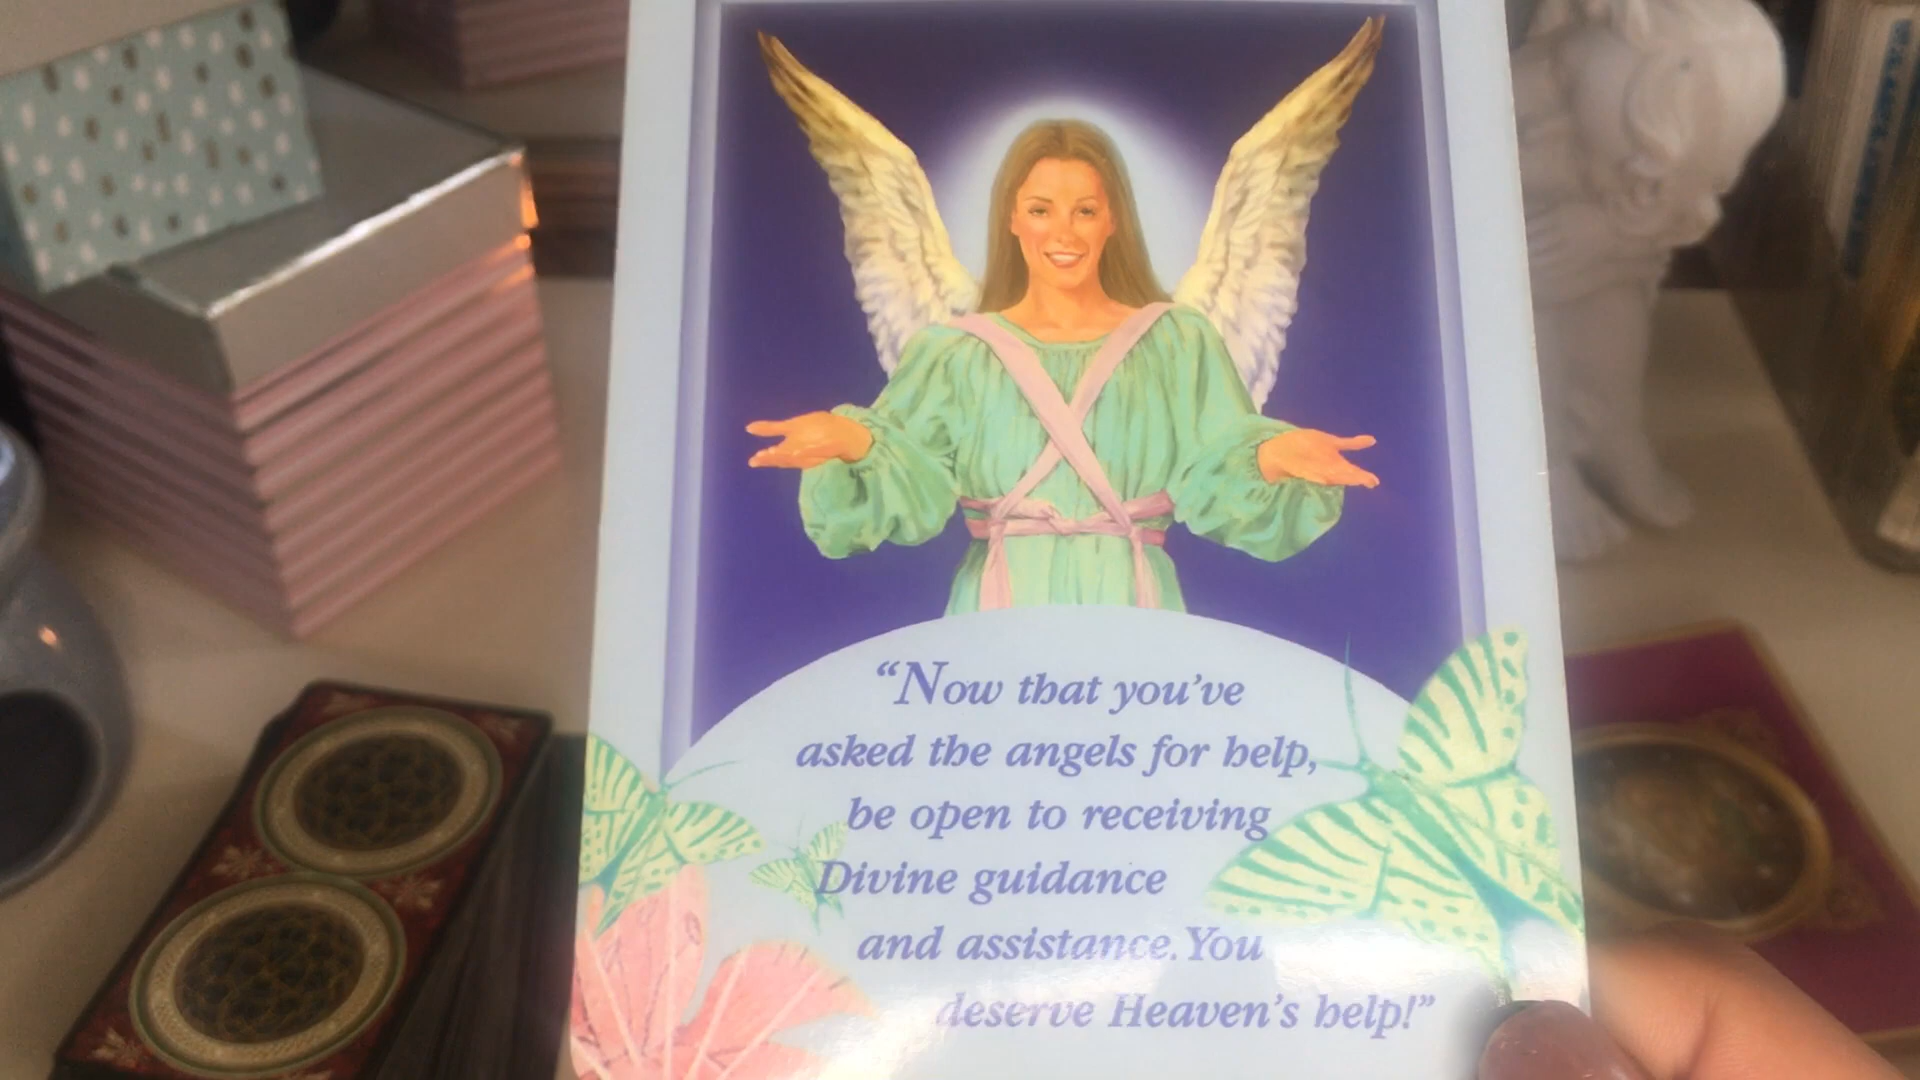 “Now that you’ve
asked the angels for help,
be open to receiving
Divine guidance
and assistance. You
deserve Heaven’s help!”